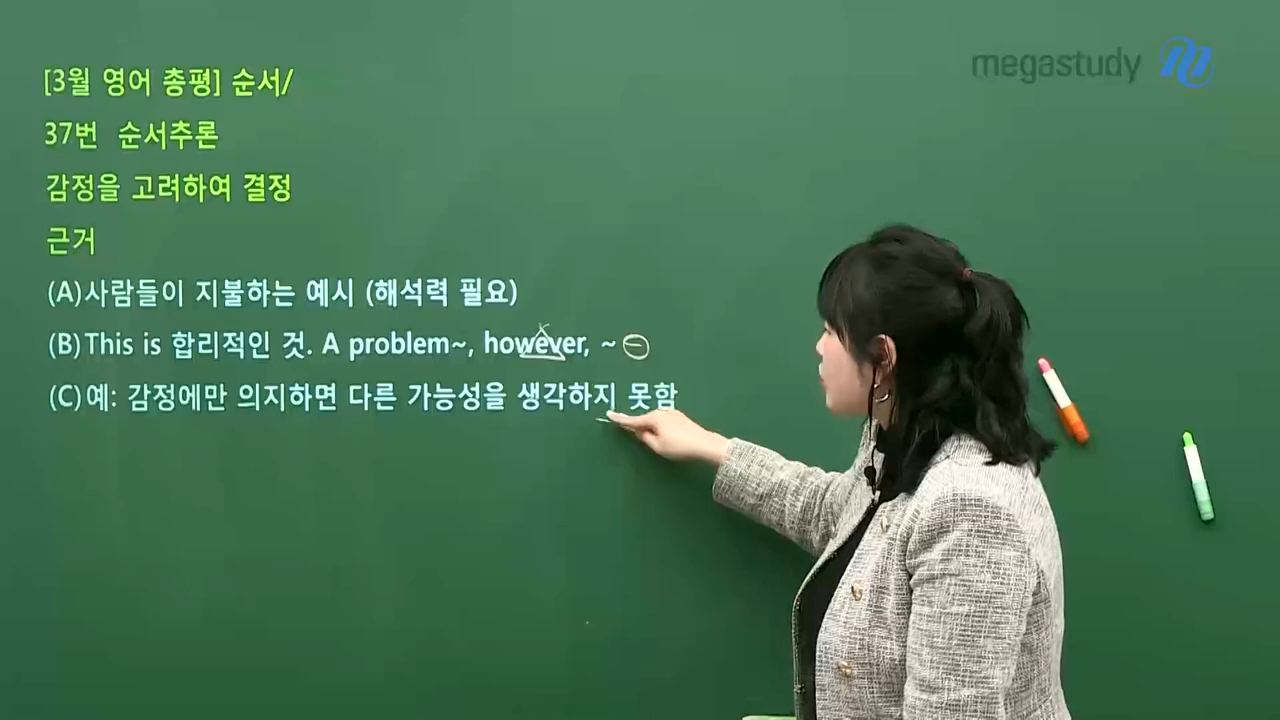 [3월 영어 총평] 순서/
megastudy
37번 순서추론
감정을 고려하여 결정
근거
(A)사람들이 지불하는 예시 (해석력 필요)
(B)This is 합리적인 것. A problem~, however, ~ ⊖
(C)예: 감정에만 의지하면 다른 가능성을 생각하지 못함